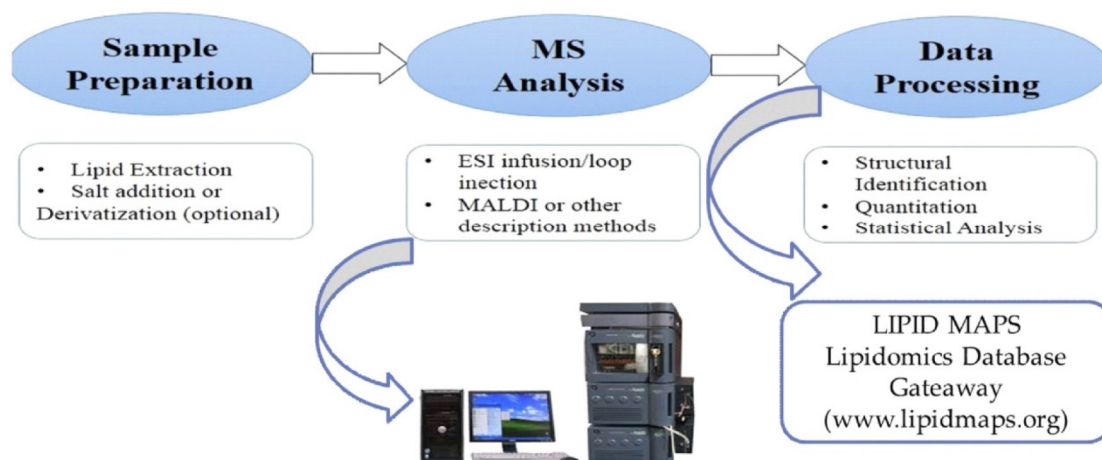 Sample
Preparation
MS
Analysis
Data
Processing
• Lipid Extraction
• Salt addition or
Derivatization (optional)
• ESI infusion/loop
inection
• MALDI or other
description methods
• Structural
Identification
• Quantitation
• Statistical Analysis
LIPID MAPS
Lipidomics Database
Gateaway
(www.lipidmaps.org)